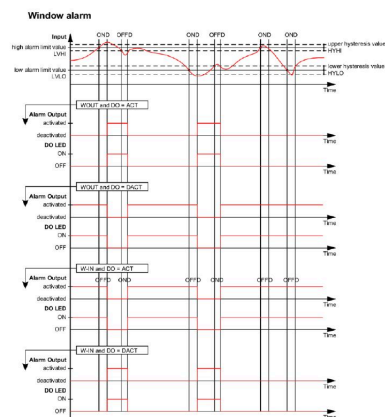 Window alarm
Input
OND OFFD OND OFFD OND OND
high alarm limit value
LVHI
upper hysteresis value
HYHI
low alarm limit value
LVLO
lower hysteresis value
HYLO
Time
WOUT and DO = ACT
Alarm Output
activated
deactivated
Time
DO LED
ON
OFF
Time
WOUT and DO = DACT
Alarm Output
activated
deactivated
Time
DO LED
ON
OFF
Time
W-IN and DO = ACT
Alarm Output
OFFD OND OFFD OND OFFD OFFD
activated
deactivated
Time
DO LED
ON
OFF
Time
W-IN and DO = DACT
Alarm Output
activated
deactivated
Time
DO LED
ON
OFF
Time